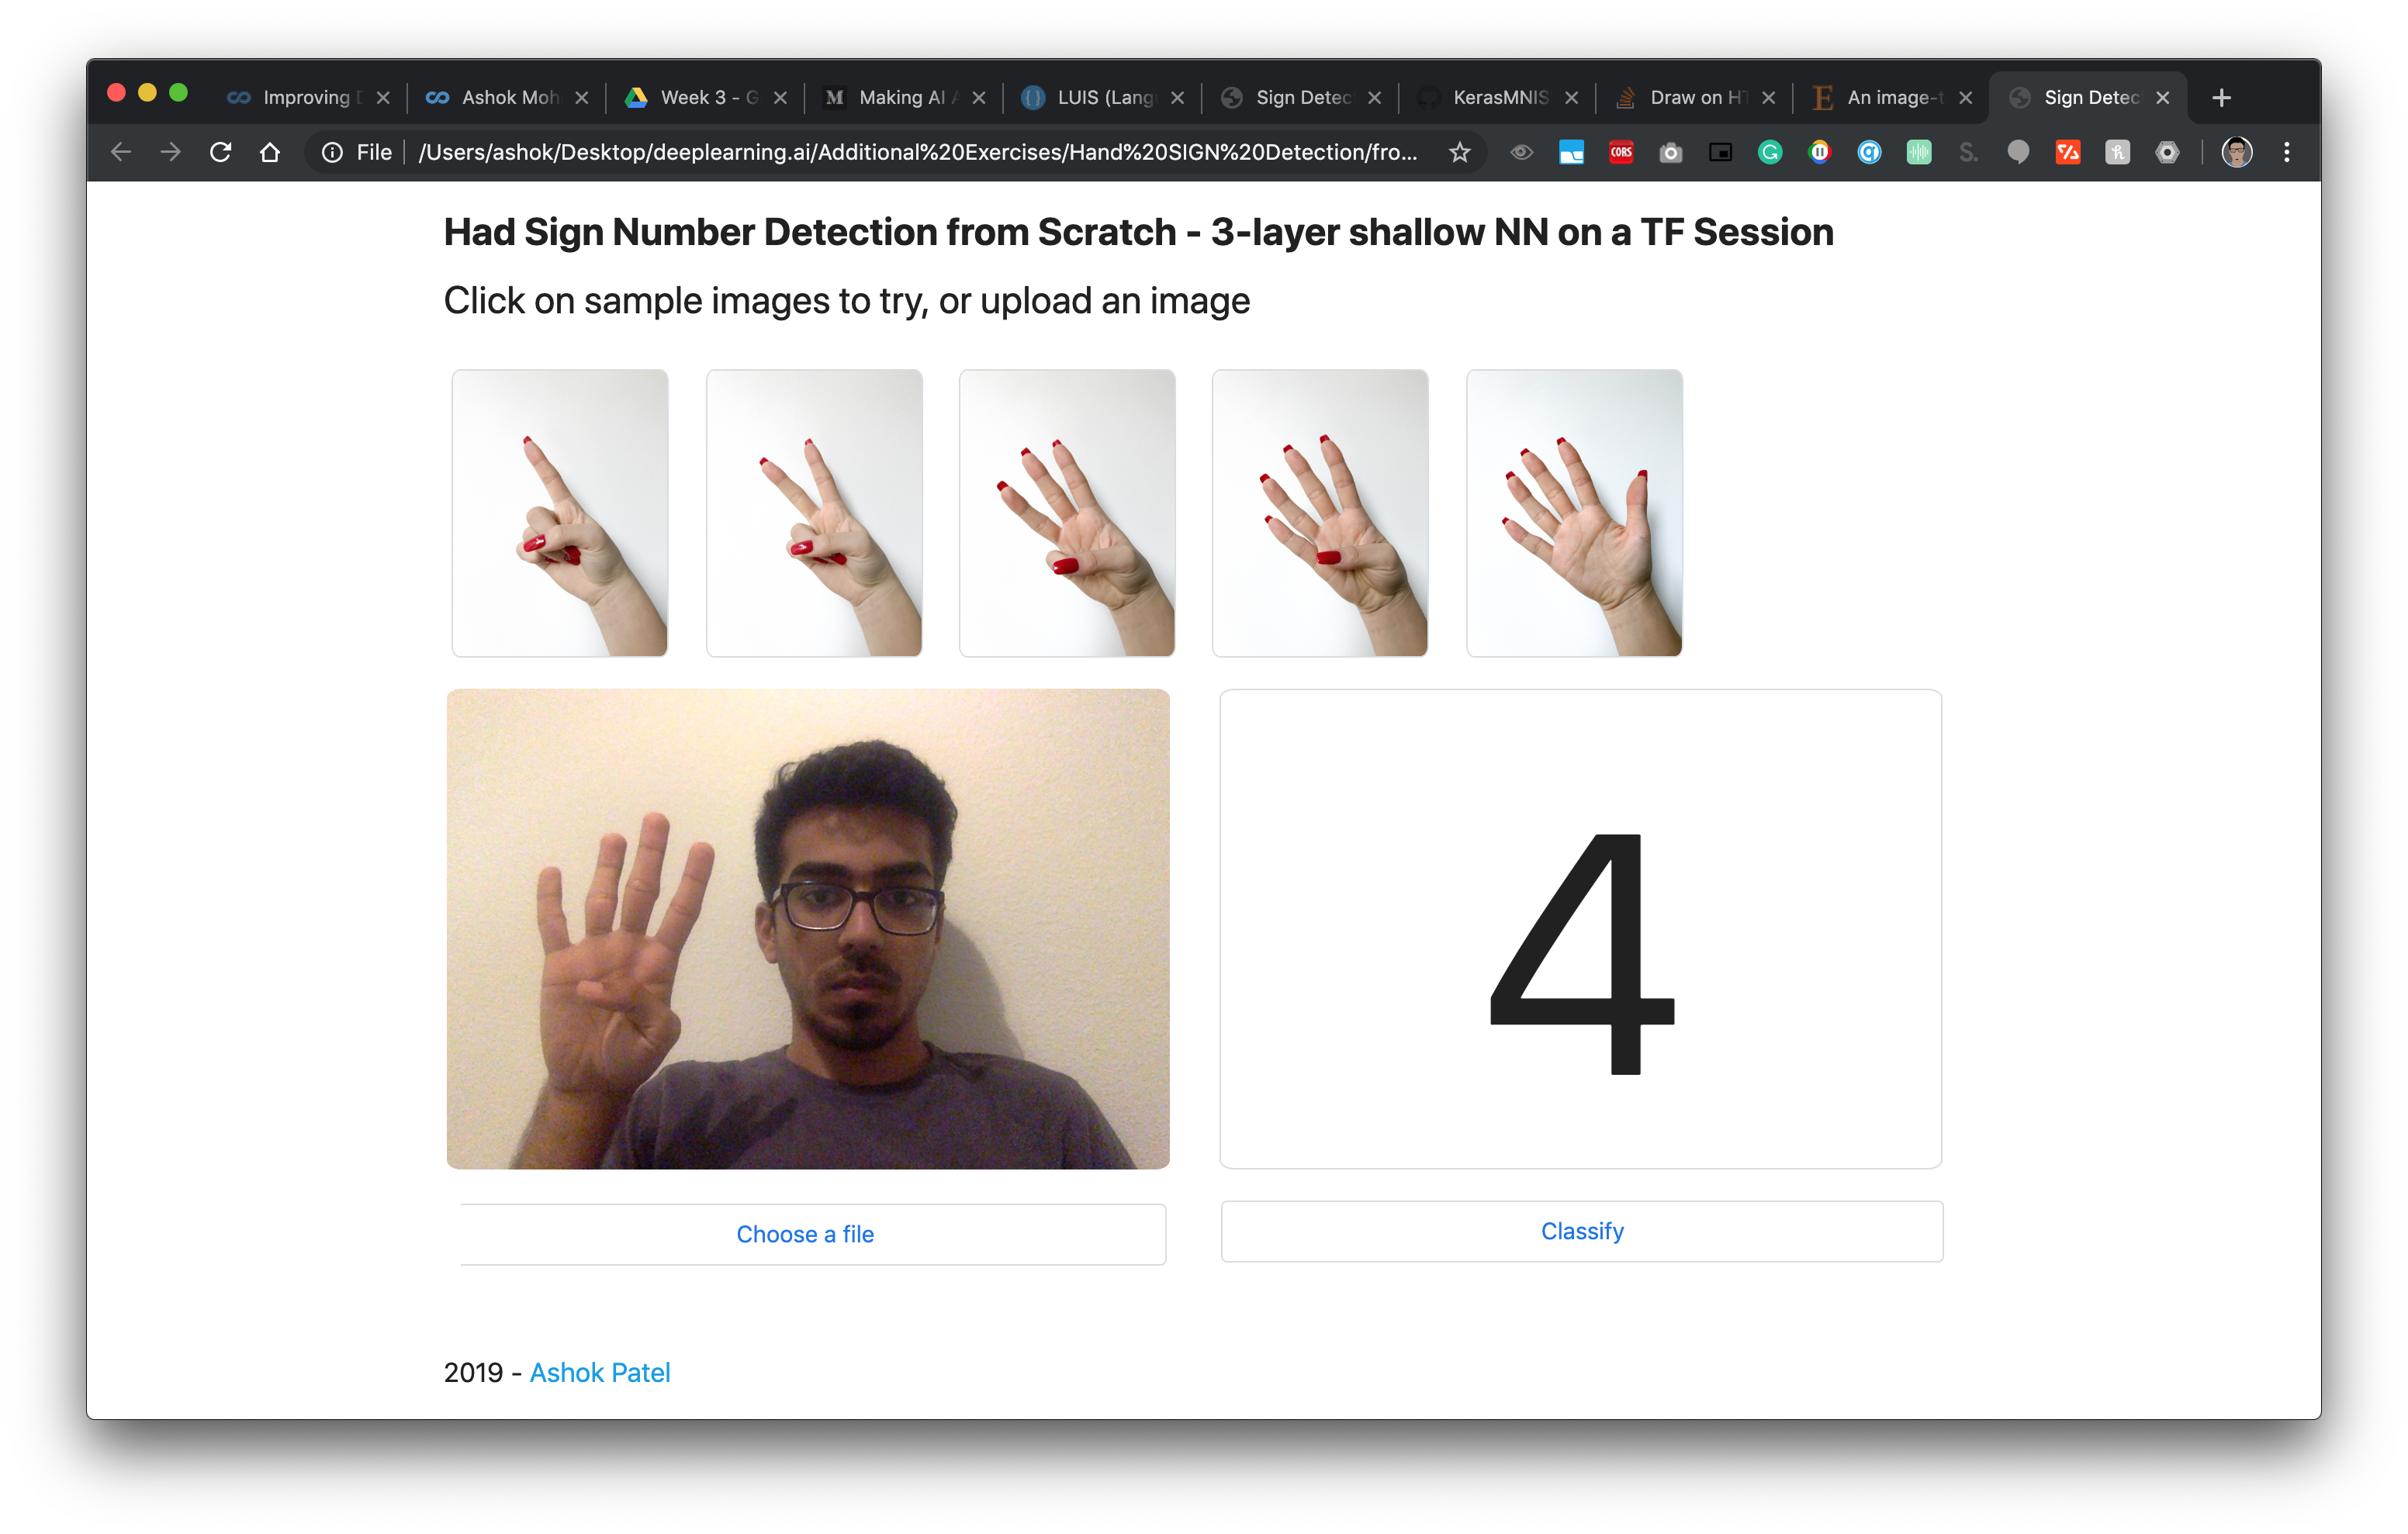 Improving D
Ashok Moh
Week 3 - G
M Making AI A
LUIS (Lang
Sign Detec
KerasMNIS
Draw on HT
E An image-t
Sign Detec
File /Users/ashok/Desktop/deeplearning.ai/Additional%20Exercises/Hand%20SIGN%20Detection/fro...
CORS
Had Sign Number Detection from Scratch - 3-layer shallow NN on a TF Session
Click on sample images to try, or upload an image
4
Choose a file
Classify
2019 - Ashok Patel